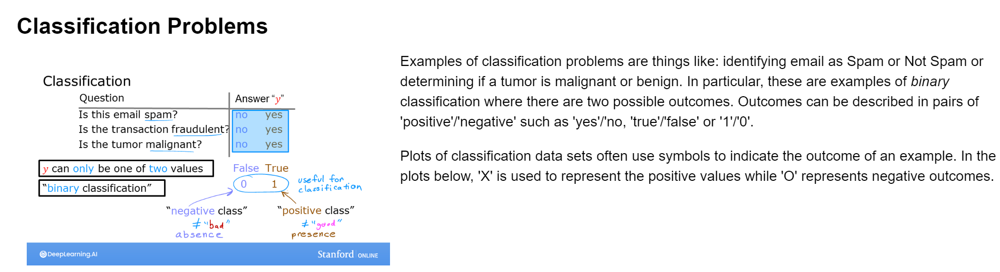 Classification Problems
Classification
Question Answer “y”
Is this email spam? no yes
Is the transaction fraudulent? no yes
Is the tumor malignant? no yes
y can only be one of two values
“binary classification”
False True
0 1
useful for
classification
“negative class”
≠ "bad"
absence
“positive class”
≠ "good"
presence
DeepLearning.AI
Stanford ONLINE
Examples of classification problems are things like: identifying email as Spam or Not Spam or
determining if a tumor is malignant or benign. In particular, these are examples of binary
classification where there are two possible outcomes. Outcomes can be described in pairs of
'positive'/'negative' such as 'yes'/'no, 'true'/'false' or '1'/'0'.
Plots of classification data sets often use symbols to indicate the outcome of an example. In the
plots below, 'X' is used to represent the positive values while 'O' represents negative outcomes.